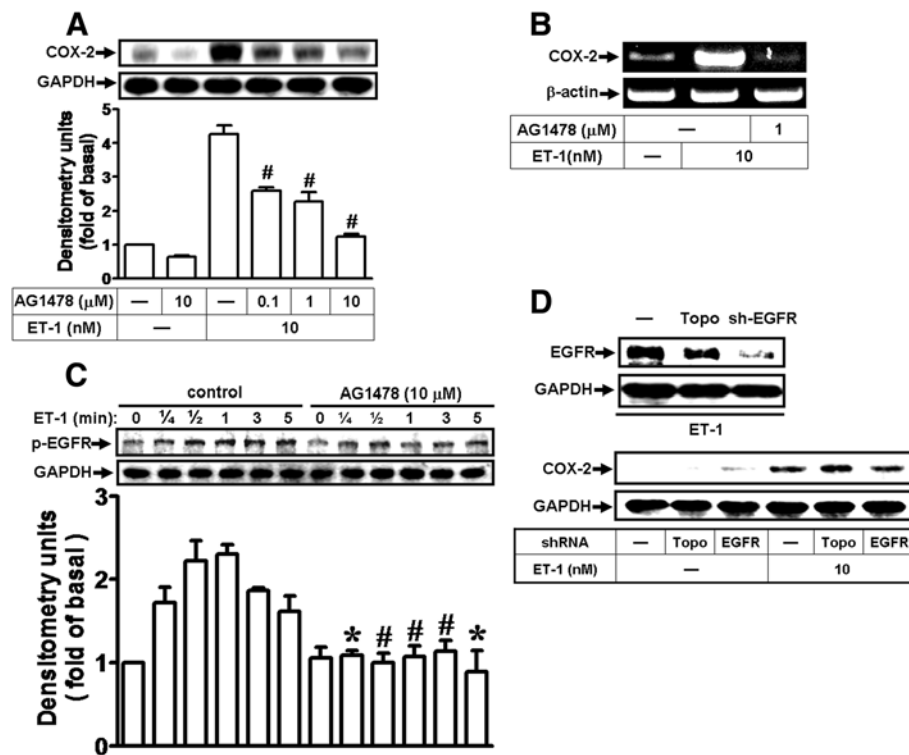 A
COX-2
GAPDH
Densitometry units
(fold of basal)
5
4
3
2
1
0
#
#
#
AG1478 (μM) — 10 — 0.1 1 10
ET-1 (nM) — 10
B
COX-2
β-actin
AG1478 (μM) — 1
ET-1(nM) — 10
C
control AG1478 (10 μM)
ET-1 (min): 0 ¼ ½ 1 3 5 0 ¼ ½ 1 3 5
p-EGFR
GAPDH
Densitometry units
( fold of basal)
3
2
1
0
* # # # *
D
— Topo sh-EGFR
EGFR
GAPDH
ET-1
COX-2
GAPDH
shRNA — Topo EGFR — Topo EGFR
ET-1 (nM) — 10